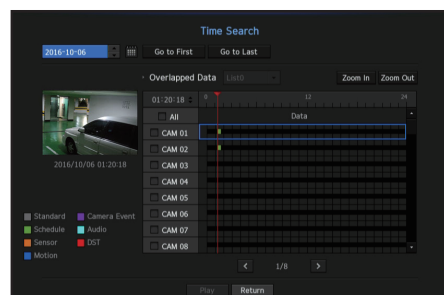 Time Search
2016-10-06 Go to First Go to Last
Overlapped Data List0 Zoom In Zoom Out
01:20:18 0 12 24
All Data
CAM 01
CAM 02
CAM 03
CAM 04
CAM 05
CAM 06
CAM 07
CAM 08
2016/10/06 01:20:18
Standard Camera Event
Schedule Audio
Sensor DST
Motion
< 1/8 >
Play Return